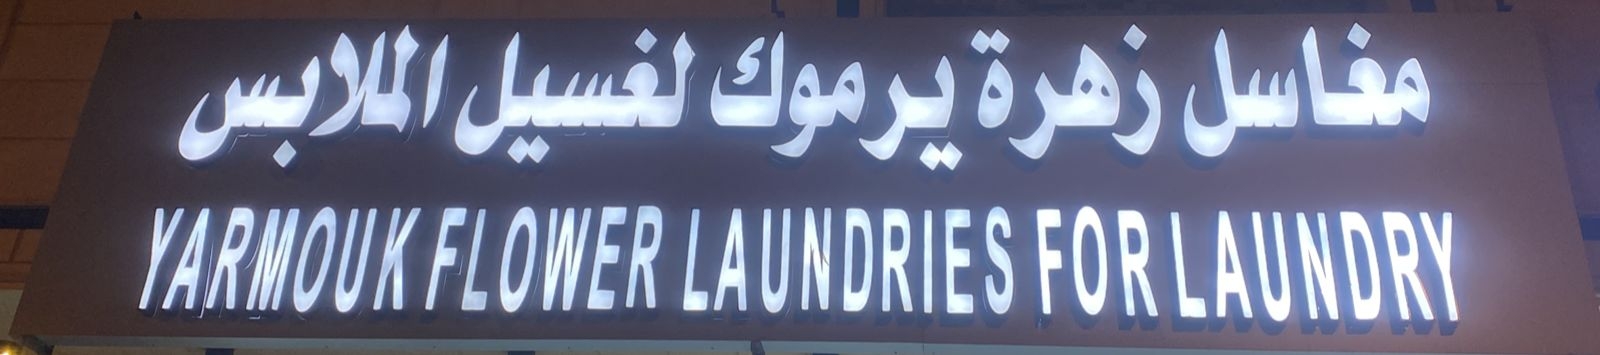 مغاسل زهرة يرموك لغسيل الملابس
YARMOUK FLOWER LAUNDRIES FOR LAUNDRY